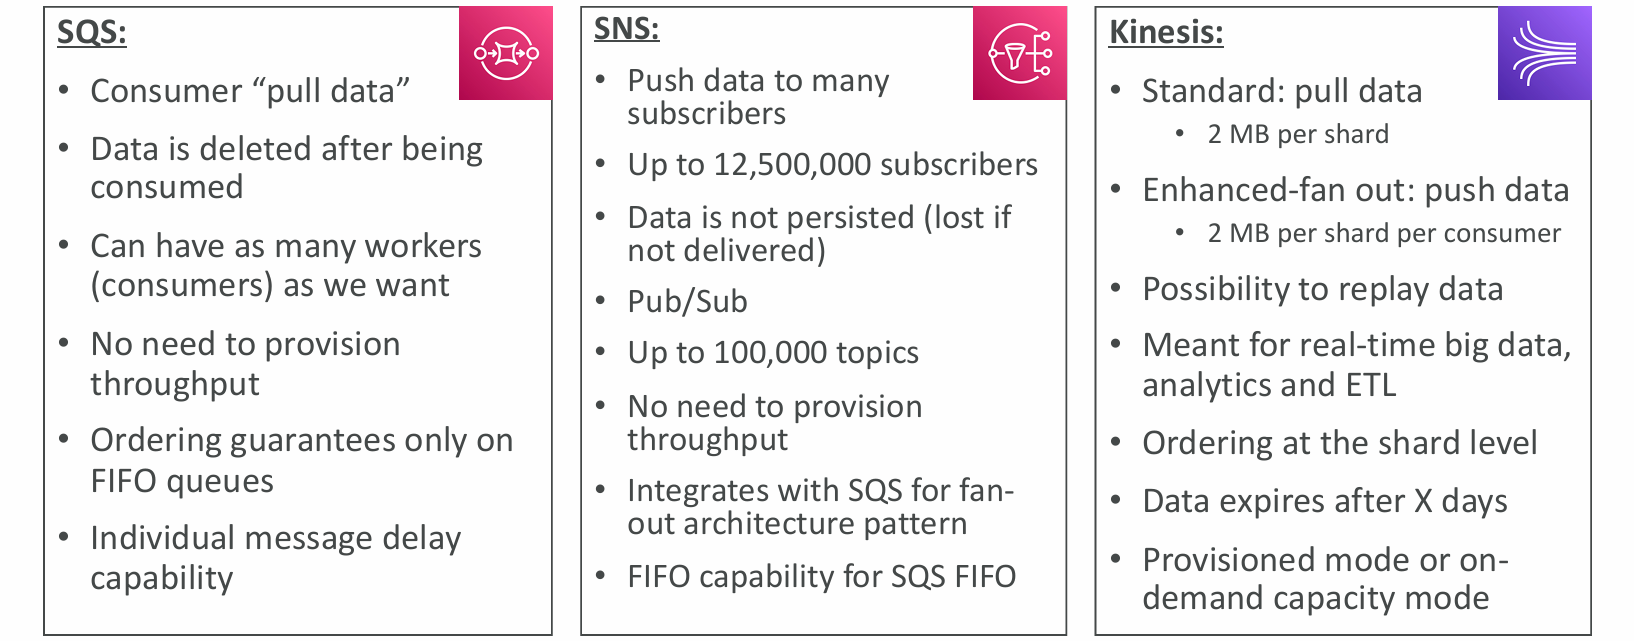 SQS:
• Consumer “pull data”
• Data is deleted after being
consumed
• Can have as many workers
(consumers) as we want
• No need to provision
throughput
• Ordering guarantees only on
FIFO queues
• Individual message delay
capability
SNS:
• Push data to many
subscribers
• Up to 12,500,000 subscribers
• Data is not persisted (lost if
not delivered)
• Pub/Sub
• Up to 100,000 topics
• No need to provision
throughput
• Integrates with SQS for fan-
out architecture pattern
• FIFO capability for SQS FIFO
Kinesis:
• Standard: pull data
• 2 MB per shard
• Enhanced-fan out: push data
• 2 MB per shard per consumer
• Possibility to replay data
• Meant for real-time big data,
analytics and ETL
• Ordering at the shard level
• Data expires after X days
• Provisioned mode or on-
demand capacity mode